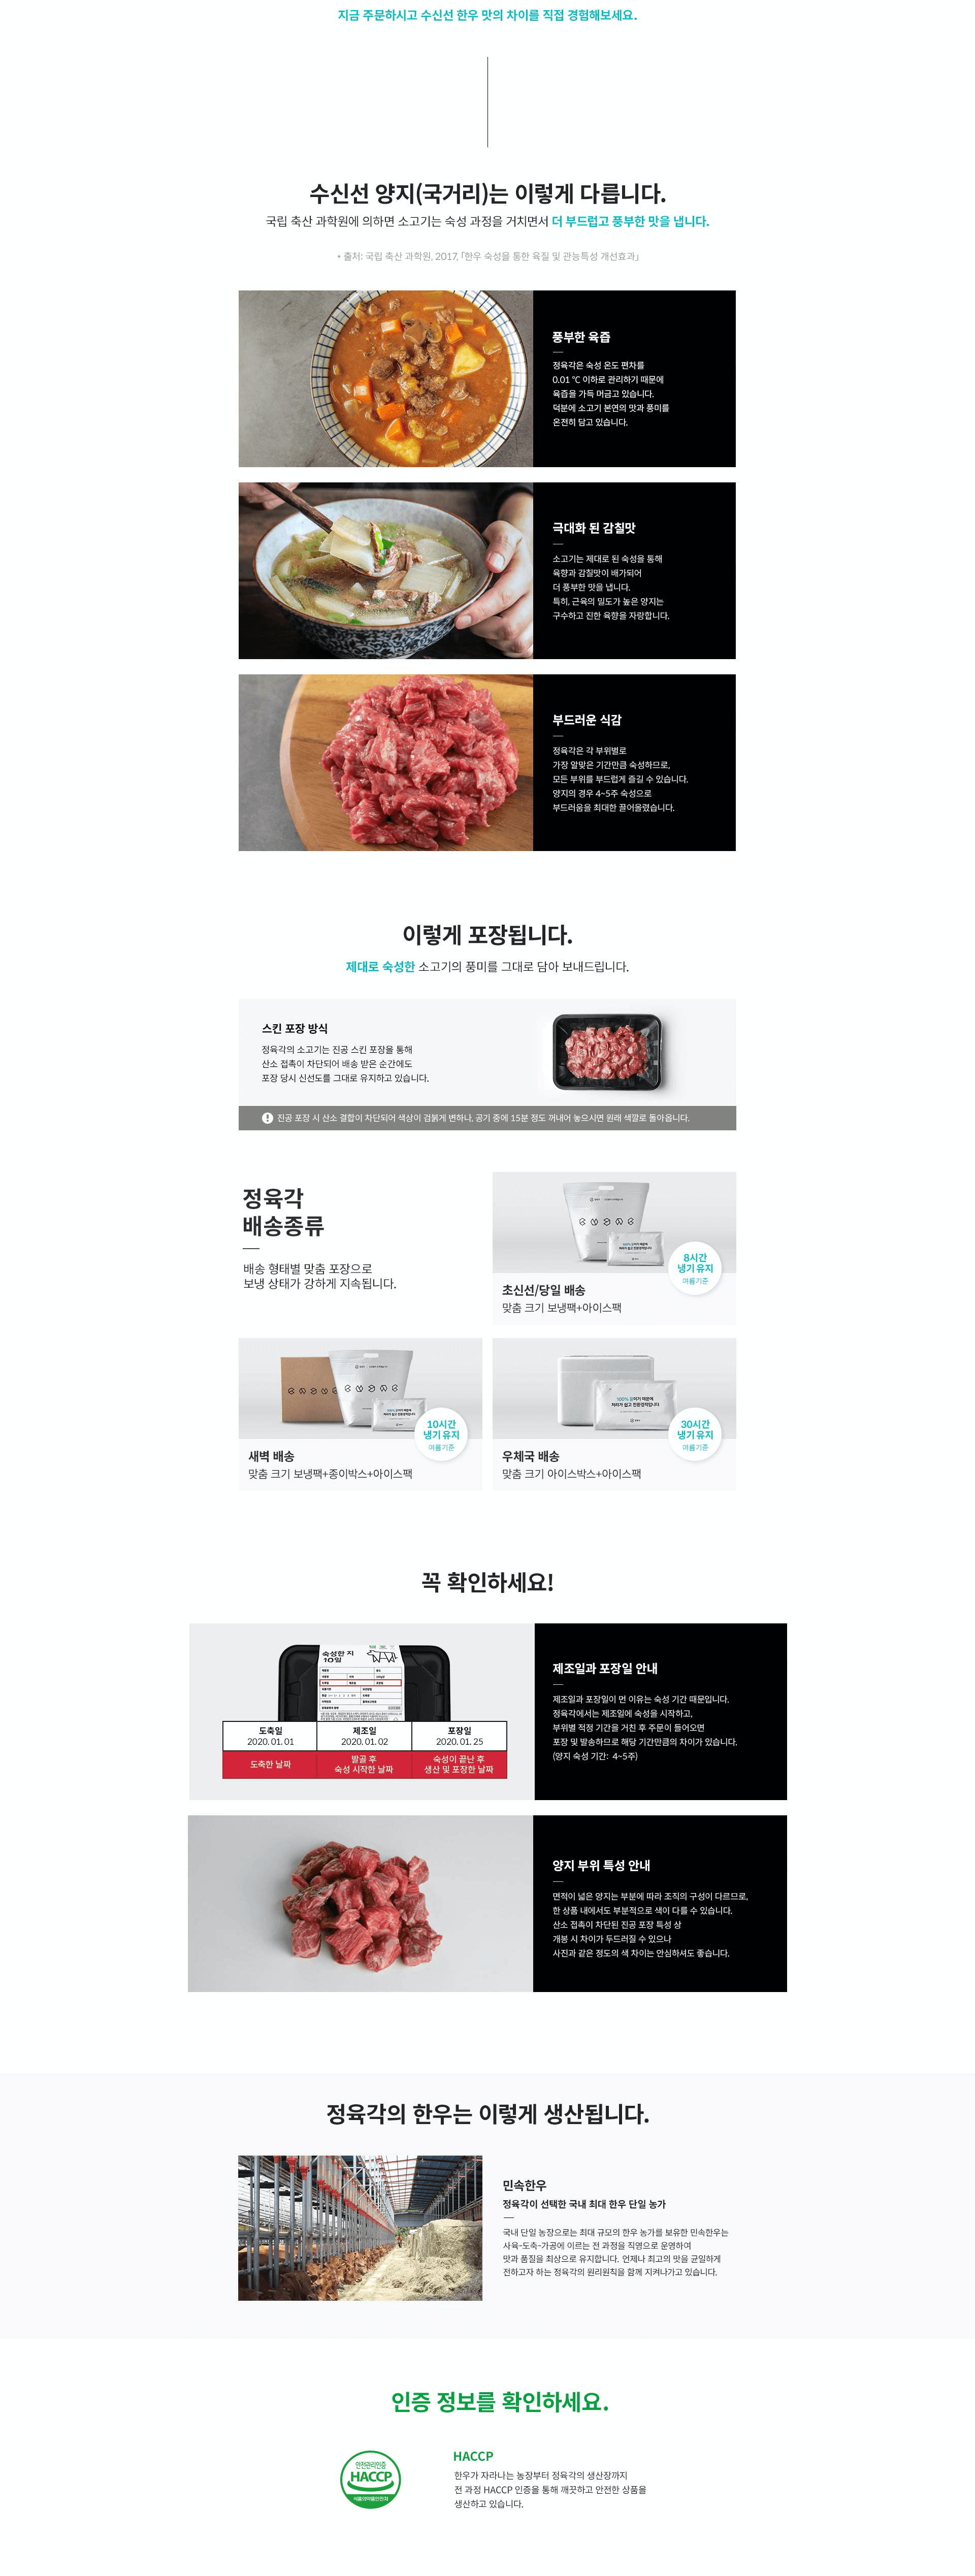 지금 주문하시고 수신선 한우 맛의 차이를 직접 경험해보세요.
수신선 양지(국거리)는 이렇게 다릅니다.
국립 축산 과학원에 의하면 소고기는 숙성 과정을 거치면서 더 부드럽고 풍부한 맛을 냅니다.
* 출처: 국립 축산 과학원, 2017, 「한우 숙성을 통한 육질 및 관능특성 개선효과」
풍부한 육즙
정육각은 숙성 온도 편차를
0.01 °C 이하로 관리하기 때문에
육즙을 가득 머금고 있습니다.
덕분에 소고기 본연의 맛과 풍미를
온전히 담고 있습니다.
극대화 된 감칠맛
소고기는 제대로 된 숙성을 통해
육향과 감칠맛이 배가되어
더 풍부한 맛을 냅니다.
특히, 근육의 밀도가 높은 양지는
구수하고 진한 육향을 자랑합니다.
부드러운 식감
정육각은 각 부위별로
가장 알맞은 기간만큼 숙성하므로,
모든 부위를 부드럽게 즐길 수 있습니다.
양지의 경우 4~5주 숙성으로
부드러움을 최대한 끌어올렸습니다.
이렇게 포장됩니다.
제대로 숙성한 소고기의 풍미를 그대로 담아 보내드립니다.
스킨 포장 방식
정육각의 소고기는 진공 스킨 포장을 통해
산소 접촉이 차단되어 배송 받은 순간에도
포장 당시 신선도를 그대로 유지하고 있습니다.
진공 포장 시 산소 결합이 차단되어 색상이 검붉게 변하나, 공기 중에 15분 정도 꺼내어 놓으시면 원래 색깔로 돌아옵니다.
정육각
배송종류
배송 형태별 맞춤 포장으로
보냉 상태가 강하게 지속됩니다.
8시간
냉기 유지
여름기준
초신선/당일 배송
맞춤 크기 보냉팩+아이스팩
10시간
냉기 유지
여름기준
새벽 배송
맞춤 크기 보냉팩+종이박스+아이스팩
100% 물이기 때문에
처리가 쉽고 친환경적입니다
30시간
냉기 유지
여름기준
우체국 배송
맞춤 크기 아이스박스+아이스팩
꼭 확인하세요!
숙성한 지
10일
도축일 제조일 포장일
2020. 01. 01 2020. 01. 02 2020. 01. 25
도축한 날짜 발골 후 숙성이 끝난 후
숙성 시작한 날짜 생산 및 포장한 날짜
제조일과 포장일 안내
제조일과 포장일이 먼 이유는 숙성 기간 때문입니다.
정육각에서는 제조일에 숙성을 시작하고,
부위별 적정 기간을 거친 후 주문이 들어오면
포장 및 발송하므로 해당 기간만큼의 차이가 있습니다.
(양지 숙성 기간: 4~5주)
양지 부위 특성 안내
면적이 넓은 양지는 부분에 따라 조직의 구성이 다르므로,
한 상품 내에서도 부분적으로 색이 다를 수 있습니다.
산소 접촉이 차단된 진공 포장 특성 상
개봉 시 차이가 두드러질 수 있으나
사진과 같은 정도의 색 차이는 안심하셔도 좋습니다.
정육각의 한우는 이렇게 생산됩니다.
민속한우
정육각이 선택한 국내 최대 한우 단일 농가
국내 단일 농장으로는 최대 규모의 한우 농가를 보유한 민속한우는
사육-도축-가공에 이르는 전 과정을 직영으로 운영하여
맛과 품질을 최상으로 유지합니다. 언제나 최고의 맛을 균일하게
전하고자 하는 정육각의 원리원칙을 함께 지켜나가고 있습니다.
인증 정보를 확인하세요.
안전관리인증
HACCP
식품의약품안전처
HACCP
한우가 자라나는 농장부터 정육각의 생산장까지
전 과정 HACCP 인증을 통해 깨끗하고 안전한 상품을
생산하고 있습니다.